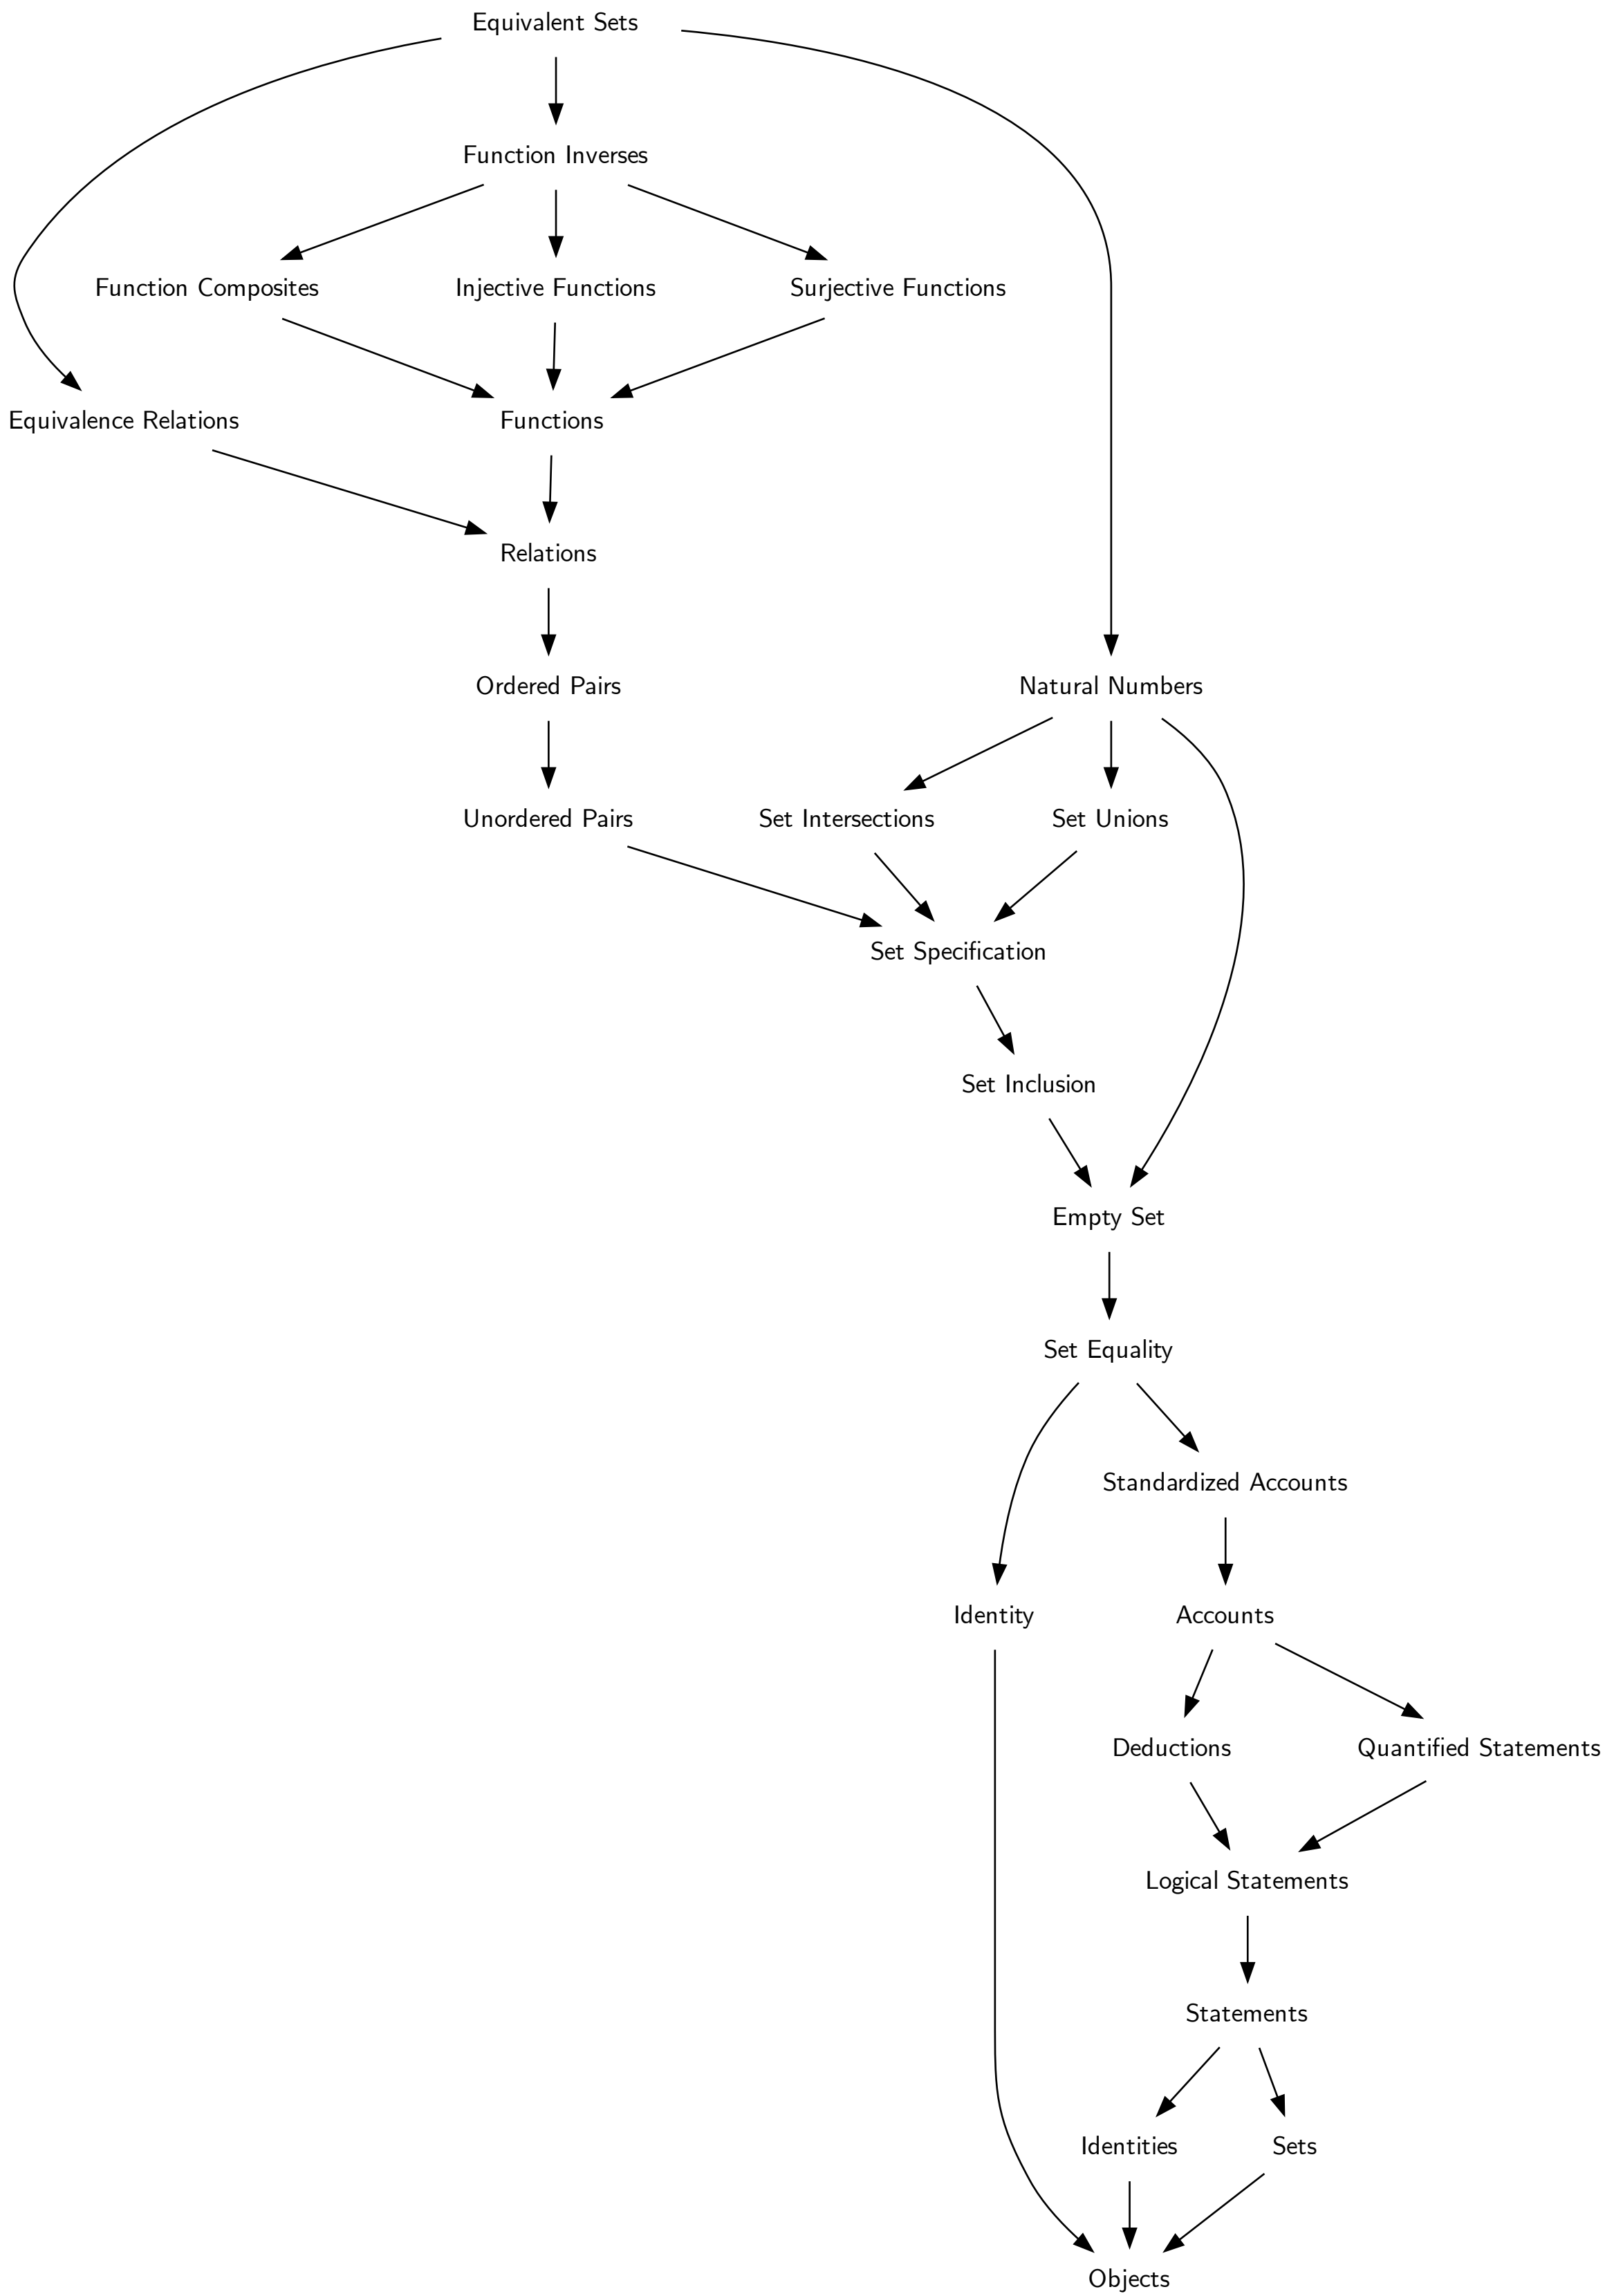 Equivalent Sets
Function Inverses
Function Composites
Injective Functions
Surjective Functions
Equivalence Relations
Functions
Relations
Ordered Pairs
Natural Numbers
Unordered Pairs
Set Intersections
Set Unions
Set Specification
Set Inclusion
Empty Set
Set Equality
Standardized Accounts
Identity
Accounts
Deductions
Quantified Statements
Logical Statements
Statements
Identities
Sets
Objects